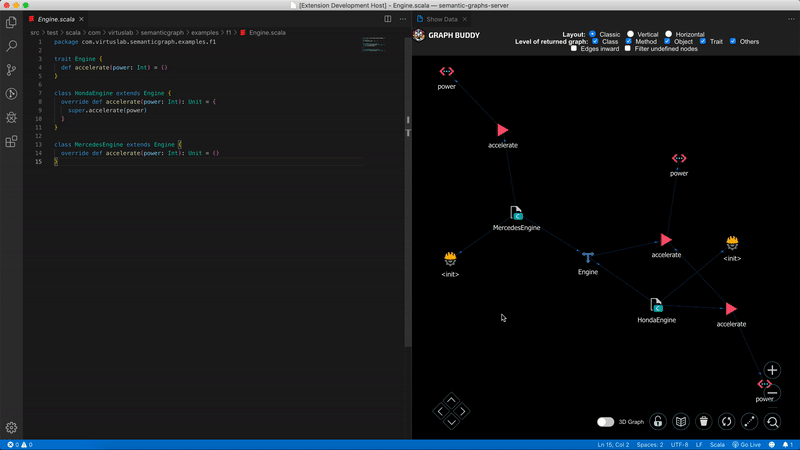 [Extension Development Host] — Engine.scala — semantic-graphs-server
Engine.scala ×
src > test > scala > com > virtuslab > semanticgraph > examples > f1 > Engine.scala
1 package com.virtuslab.semanticgraph.examples.f1
2
3 trait Engine {
4 def accelerate(power: Int) = {}
5 }
6
7 class HondaEngine extends Engine {
8 override def accelerate(power: Int): Unit = {
9 super.accelerate(power)
10 }
11 }
12
13 class MercedesEngine extends Engine {
14 override def accelerate(power: Int): Unit = {}
15 }
Show Data ×
GRAPH BUDDY
Layout: Classic Vertical Horizontal
Level of returned graph: Class Method Object Trait Others
Edges inward Filter undefined nodes
power
accelerate
power
MercedesEngine
accelerate
<init>
Engine
<init>
HondaEngine
accelerate
power
3D Graph
0 0
Ln 15, Col 2 Spaces: 2 UTF-8 LF Scala Go Live 1